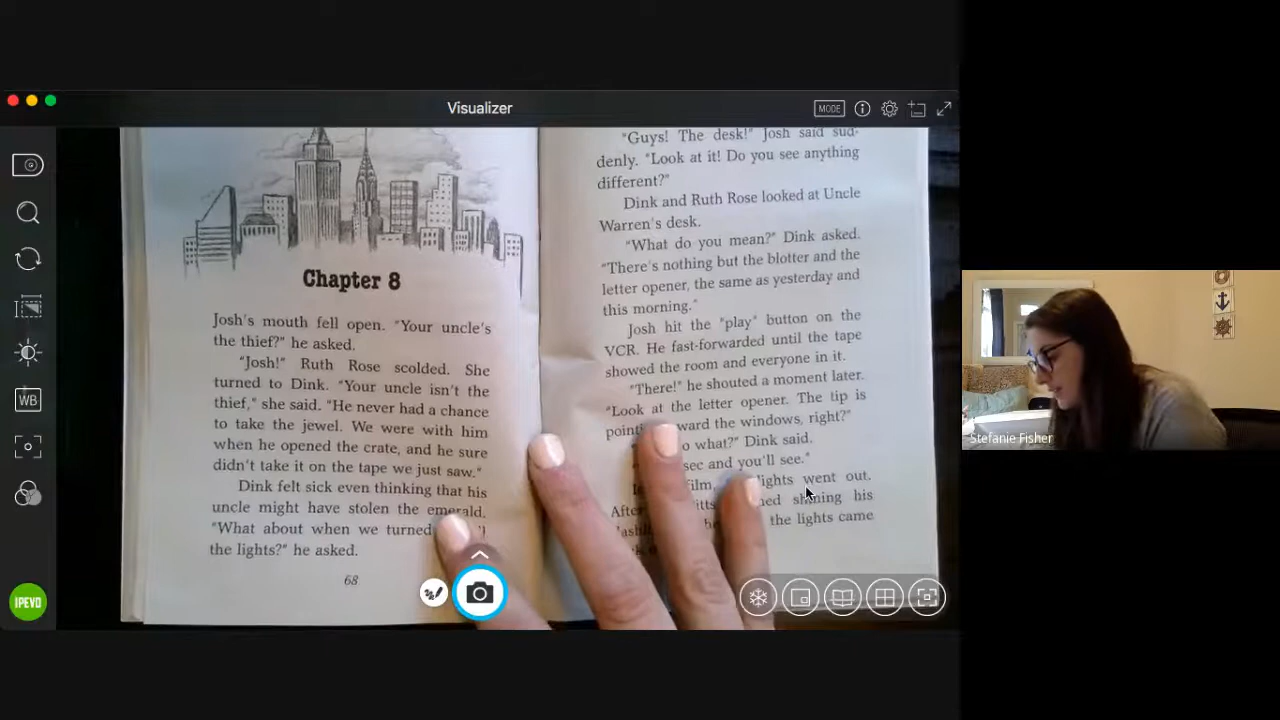 Visualizer
MODE
WB
iPEVO
Chapter 8
Josh's mouth fell open. "Your uncle's
the thief?" he asked.
"Josh!" Ruth Rose scolded. She
turned to Dink. "Your uncle isn't the
thief," she said. "He never had a chance
to take the jewel. We were with him
when he opened the crate, and he sure
didn't take it on the tape we just saw."
Dink felt sick even thinking that his
uncle might have stolen the emerald.
"What about when we turned
the lights?" he asked.
68
"Guys! The desk!" Josh said sud-
denly. "Look at it! Do you see anything
different?"
Dink and Ruth Rose looked at Uncle
Warren's desk.
"What do you mean?" Dink asked.
"There's nothing but the blotter and the
letter opener, the same as yesterday and
this morning."
Josh hit the "play" button on the
VCR. He fast-forwarded until the tape
showed the room and everyone in it.
"There!" he shouted a moment later.
"Look at the letter opener. The tip is
the windows, right?"
what?" Dink said.
see and you'll see."
film lights went out.
shining his
the lights came
Stefanie Fisher